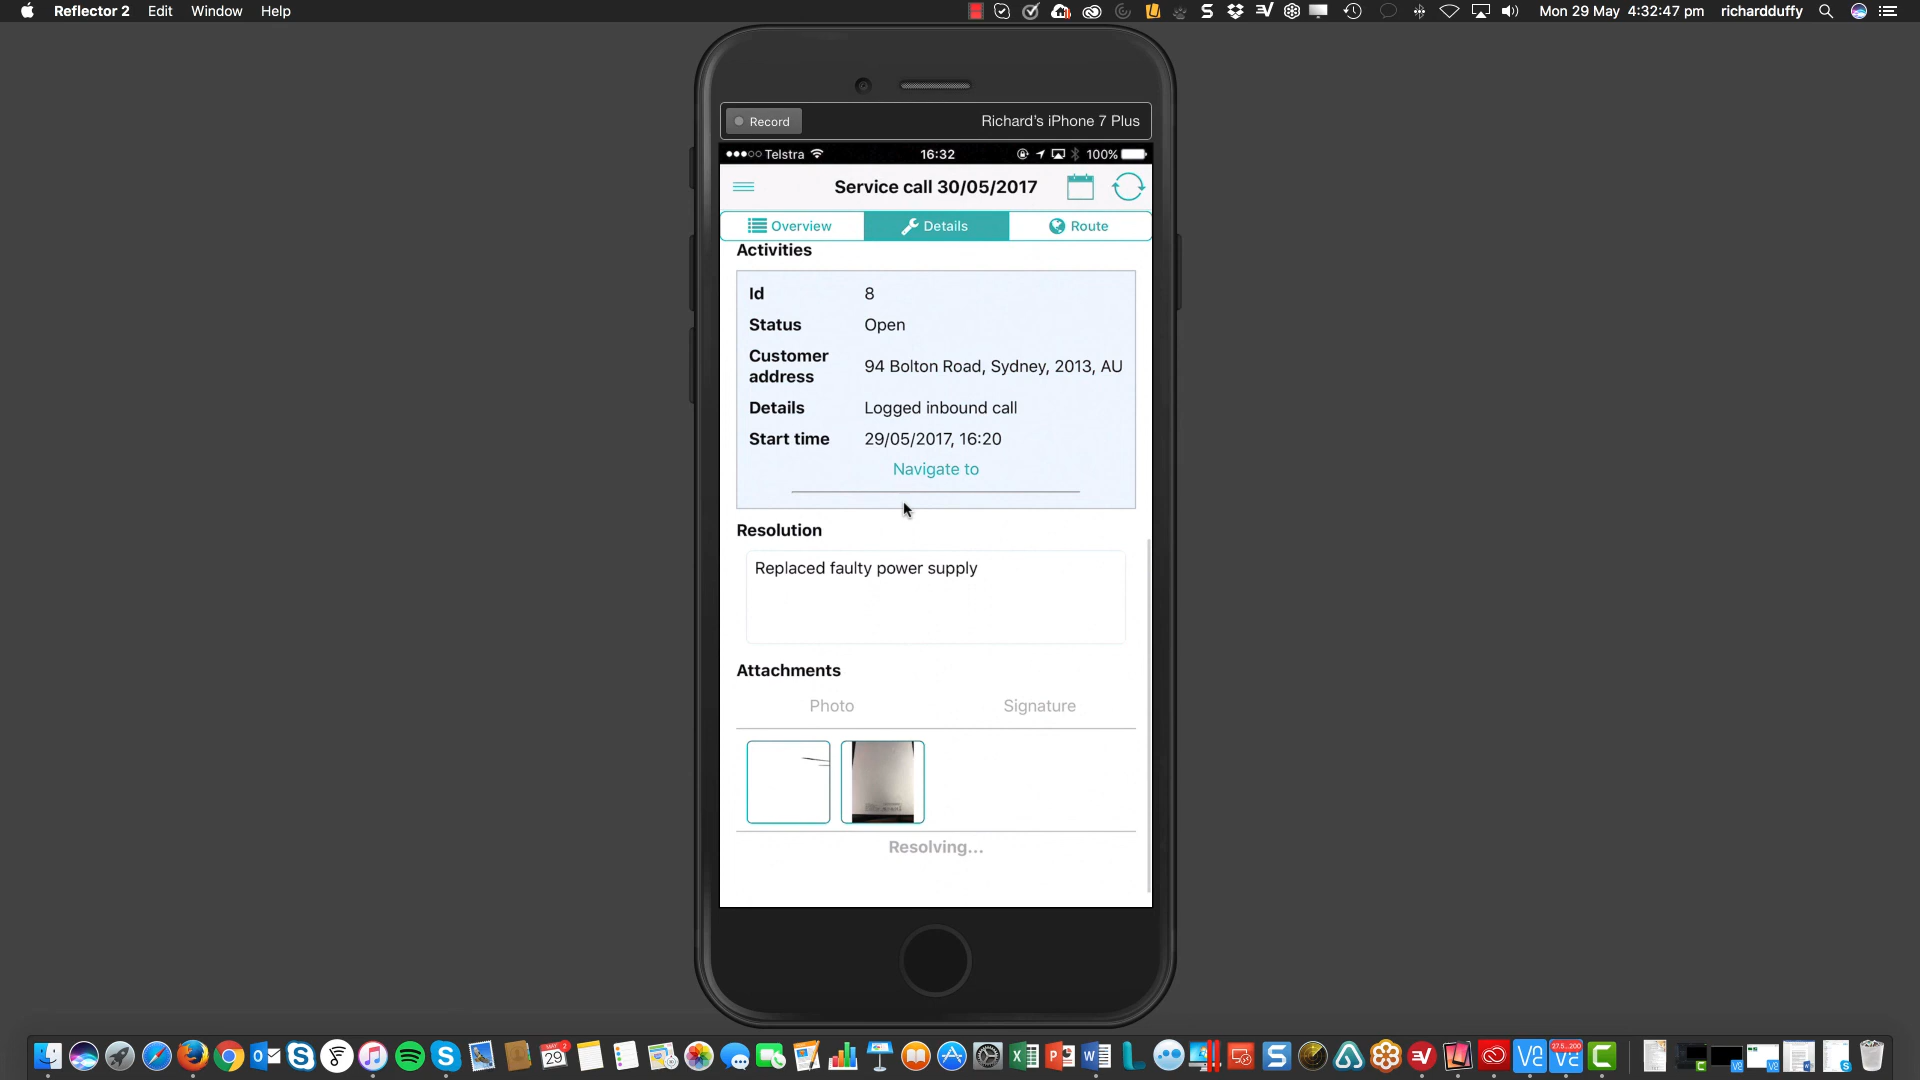 Reflector 2 Edit Window Help Mon 29 May 4:32:47 pm richardduffy
Record Richard's iPhone 7 Plus
Telstra 16:32 100%
Service call 30/05/2017
Overview Details Route
Activities
Id 8
Status Open
Customer address 94 Bolton Road, Sydney, 2013, AU
Details Logged inbound call
Start time 29/05/2017, 16:20
Navigate to
Resolution
Replaced faulty power supply
Attachments
Photo Signature
Resolving...